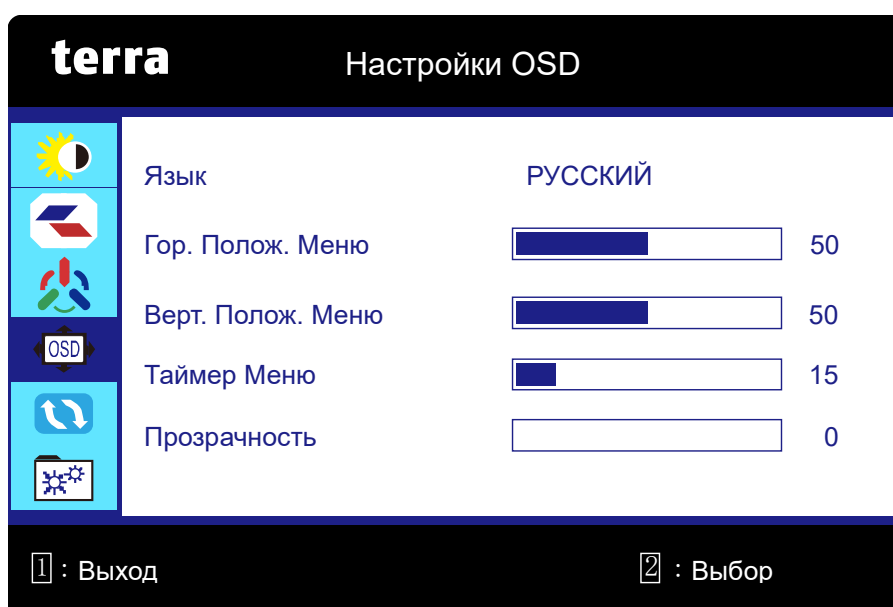 terra Настройки OSD
Язык РУССКИЙ
Гор. Полож. Меню 50
Верт. Полож. Меню 50
OSD
Таймер Меню 15
Прозрачность 0
1 : Выход 2 : Выбор